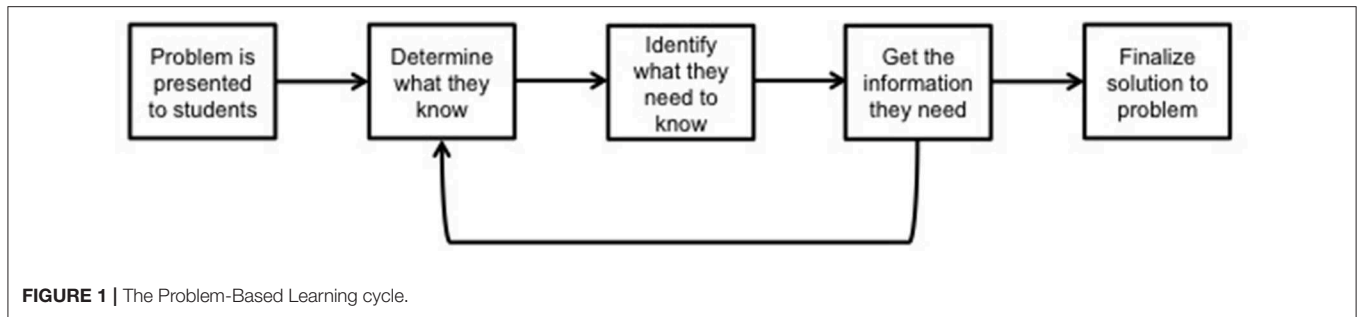 Problem is
presented
to students
Determine
what they
know
Identify
what they
need to
know
Get the
information
they need
Finalize
solution to
problem
FIGURE 1 | The Problem-Based Learning cycle.